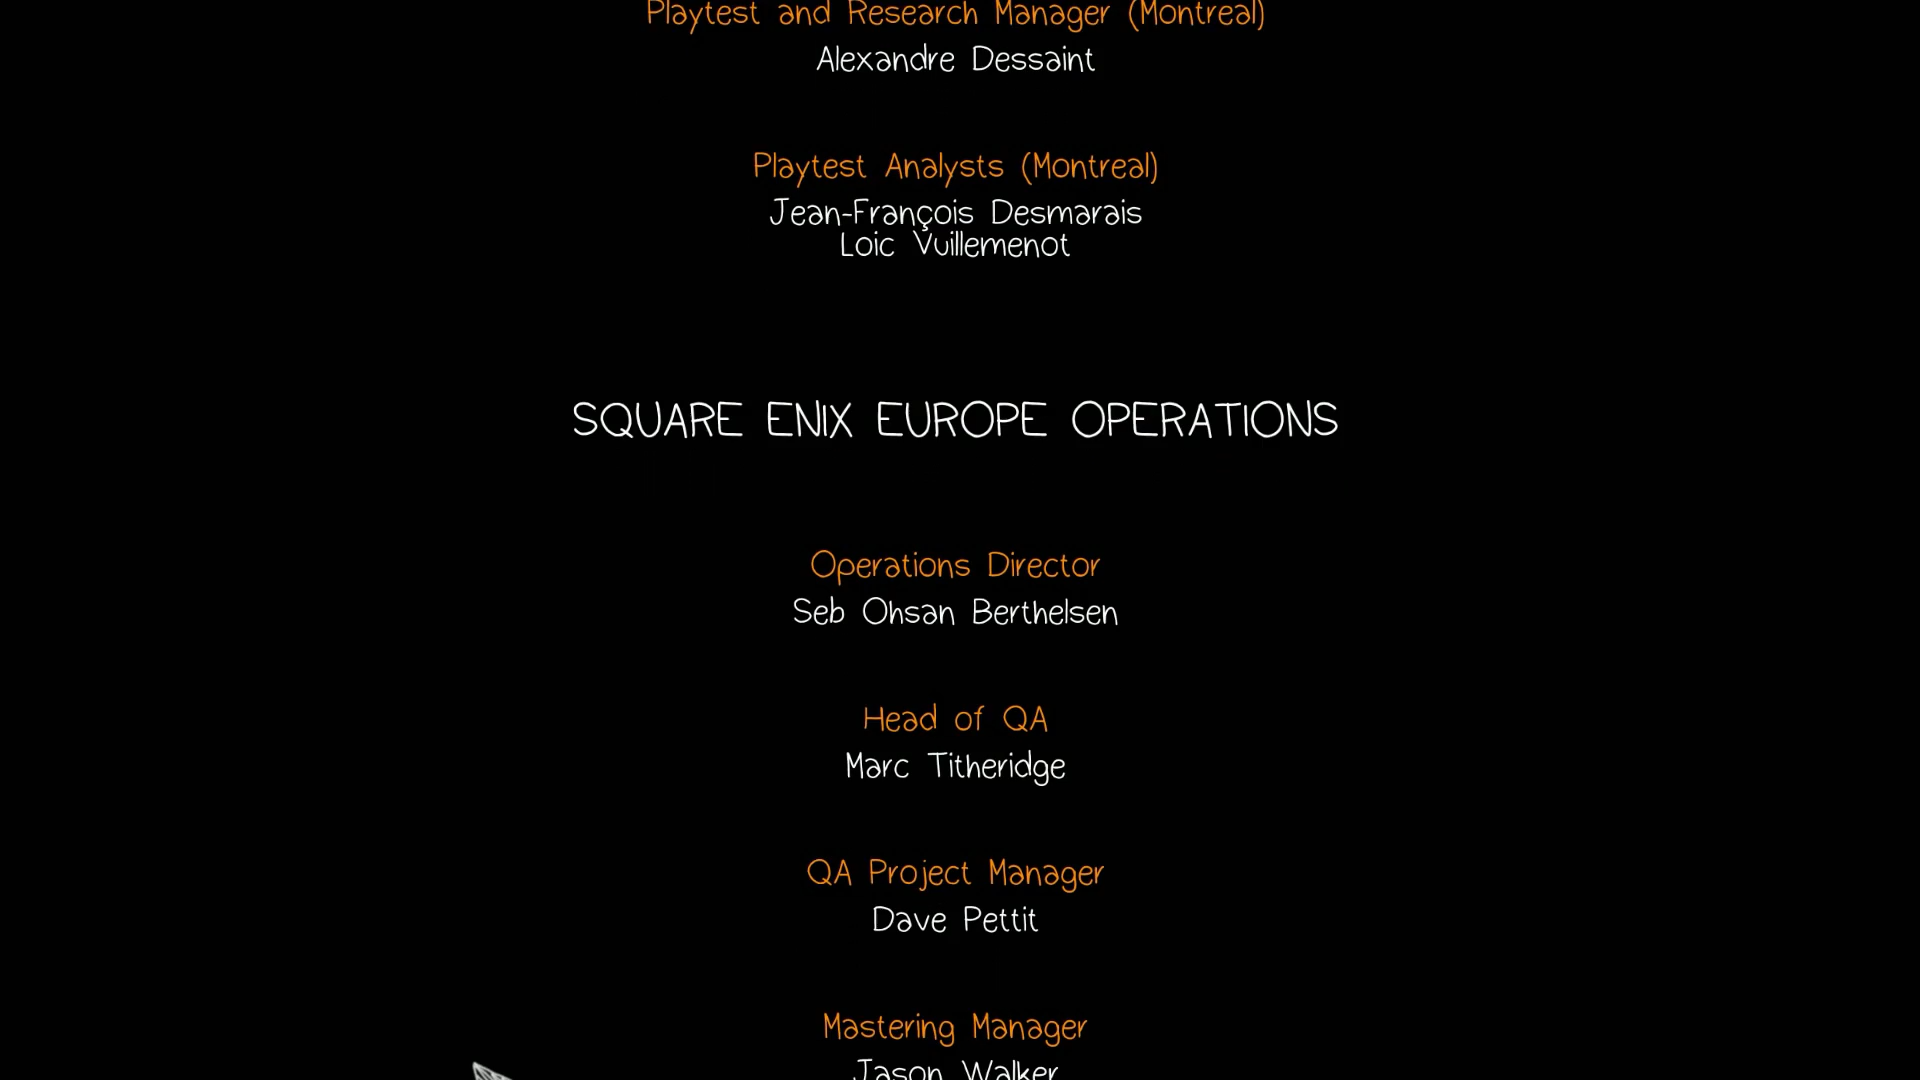 Playtest and Research Manager (Montreal)
Alexandre Dessaint
Playtest Analysts (Montreal)
Jean-François Desmarais
Loic Vuillemenot
SQUARE ENIX EUROPE OPERATIONS
Operations Director
Seb Ohsan Berthelsen
Head of QA
Marc Titheridge
QA Project Manager
Dave Pettit
Mastering Manager
Jason Walker